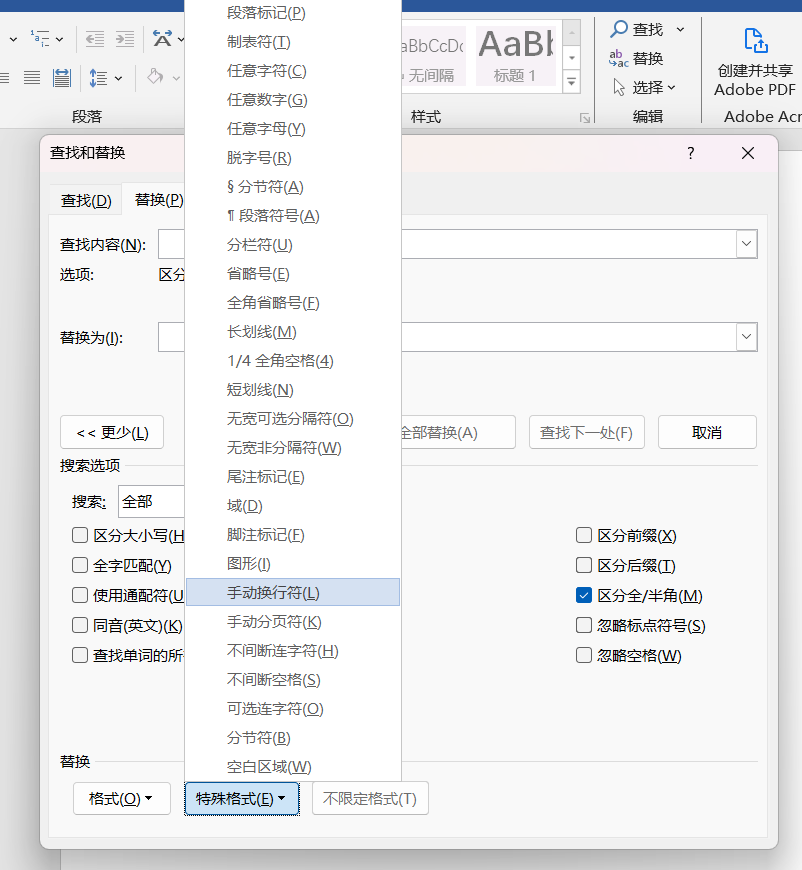 查找
替换
选择
编辑
段落
AaBbCcDc
无间隔
AaBb
标题 1
样式
创建并共享
Adobe PDF
Adobe Acr
查找和替换
?
查找(D)
替换(P)
查找内容(N):
选项:
区分
替换为(I):
<< 更少(L)
全部替换(A)
查找下一处(F)
取消
搜索选项
搜索:
全部
区分大小写(H
全字匹配(Y)
使用通配符(U
同音(英文)(K)
查找单词的所
区分前缀(X)
区分后缀(T)
区分全/半角(M)
忽略标点符号(S)
忽略空格(W)
替换
格式(O)
特殊格式(E)
不限定格式(T)
段落标记(P)
制表符(T)
任意字符(C)
任意数字(G)
任意字母(Y)
脱字号(R)
§ 分节符(A)
¶ 段落符号(A)
分栏符(U)
省略号(E)
全角省略号(F)
长划线(M)
1/4 全角空格(4)
短划线(N)
无宽可选分隔符(O)
无宽非分隔符(W)
尾注标记(E)
域(D)
脚注标记(F)
图形(I)
手动换行符(L)
手动分页符(K)
不间断连字符(H)
不间断空格(S)
可选连字符(O)
分节符(B)
空白区域(W)